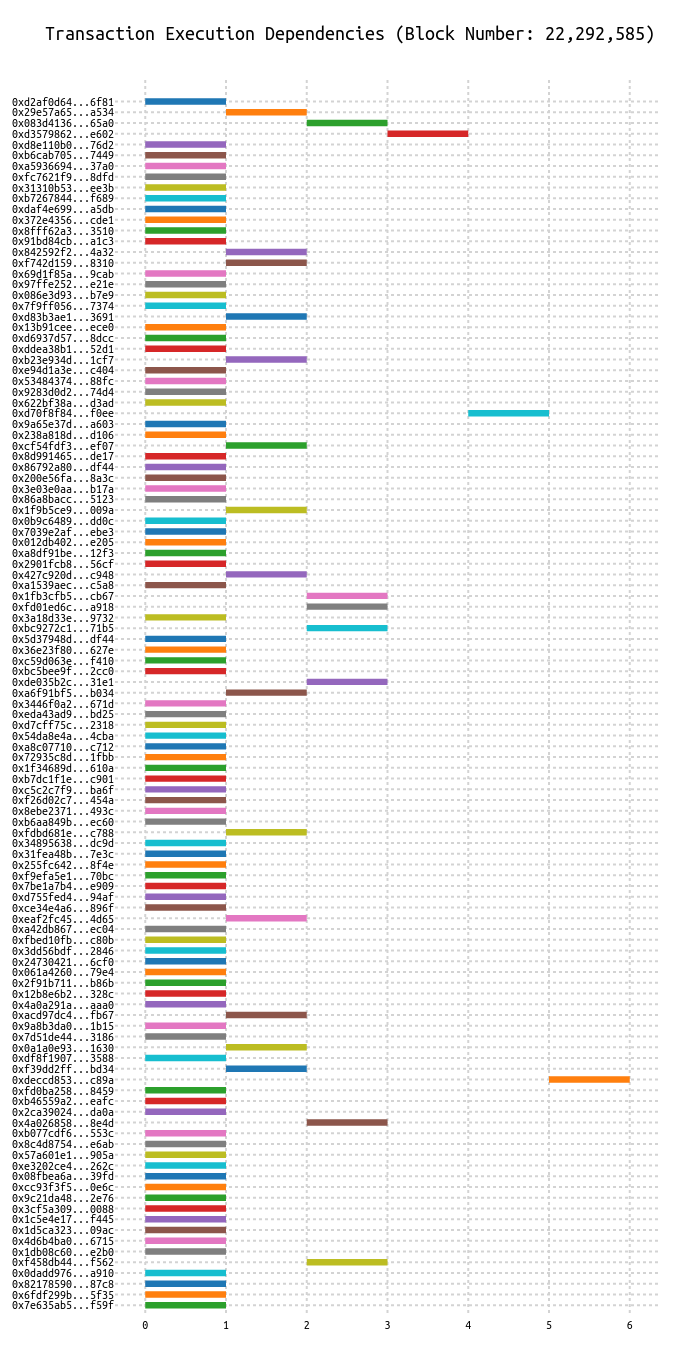 Transaction Execution Dependencies (Block Number: 22,292,585)
0xd2af0d64...6f81
0x29e57a65...a534
0x083d4136...65a0
0xd3579862...e602
0xd8e110b0...76d2
0xb6cab705...7449
0xa5936694...37a0
0xfc7621f9...8dfd
0x31310b53...ee3b
0xb7267844...f689
0xdaf4e699...a5db
0x372e4356...cde1
0x8fff62a3...3510
0x91bd84cb...a1c3
0x842592f2...4a32
0xf742d159...8310
0x69d1f85a...9cab
0x97ffe252...e21e
0x086e3d93...b7e9
0x7f9ff056...7374
0xd83b3ae1...3691
0x13b91cee...ece0
0xd6937d57...8dcc
0xddea38b1...52d1
0xb23e934d...1cf7
0xe94d1a3e...c404
0x53484374...88fc
0x9283d0d2...74d4
0x622bf38a...d3ad
0xd70f8f84...f0ee
0x9a65e37d...a603
0x238a818d...d106
0xcf54fdf3...ef07
0x8d991465...de17
0x86792a80...df44
0x200e56fa...8a3c
0x3e03e0aa...b17a
0x86a8bacc...5123
0x1f9b5ce9...009a
0x0b9c6489...dd0c
0x7039e2af...ebe3
0x012db402...e205
0xa8df91be...12f3
0x2901fcb8...56cf
0x427c920d...c948
0xa1539aec...c5a8
0x1fb3cfb5...cb67
0xfd01ed6c...a918
0x3a18d33e...9732
0xbc9272c1...71b5
0x5d37948d...df44
0x36e23f80...627e
0xc59d063e...f410
0xbc5bee9f...2cc0
0xde035b2c...31e1
0xa6f91bf5...b034
0x3446f0a2...671d
0xeda43ad9...bd25
0xd7cff75c...2318
0x54da8e4a...4cba
0xa8c07710...c712
0x72935c8d...1fbb
0x1f34689d...610a
0xb7dc1f1e...c901
0xc5c2c7f9...ba6f
0xf26d02c7...454a
0x8ebe2371...493c
0xb6aa849b...ec60
0xfdbd681e...c788
0x34895638...dc9d
0x31fea48b...7e3c
0x255fc642...8f4e
0xf9efa5e1...70bc
0x7be1a7b4...e909
0xd755fed4...94af
0xce34e4a6...896f
0xeaf2fc45...4d65
0xa42db867...ec04
0xfbed10fb...c80b
0x3dd56bdf...2846
0x24730421...6cf0
0x061a4260...79e4
0x2f91b711...b86b
0x12b8e6b2...328c
0x4a0a291a...aaa0
0xacd97dc4...fb67
0x9a8b3da0...1b15
0x7d51de44...3186
0x0a1a0e93...1630
0xdf8f1907...3588
0xf39dd2ff...bd34
0xdeccd853...c89a
0xfd0ba258...8459
0xb46559a2...eafc
0x2ca39024...da0a
0x4a026858...8e4d
0xb077cdf6...553c
0x8c4d8754...e6ab
0x57a601e1...905a
0xe3202ce4...262c
0x08fbea6a...39fd
0xcc93f3f5...0e6c
0x9c21da48...2e76
0x3cf5a309...0088
0x1c5e4e17...f445
0x1d5ca323...09ac
0x4d6b4ba0...6715
0x1db08c60...e2b0
0xf458db44...f562
0x0dadd976...a910
0x82178590...87c8
0x6fdf299b...5f35
0x7e635ab5...f59f
0 1 2 3 4 5 6